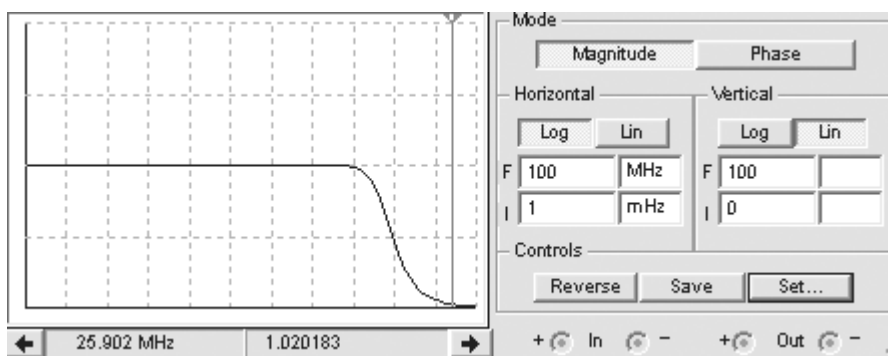 Mode
Magnitude Phase
Horizontal Vertical
Log Lin Log Lin
F 100 MHz F 100
I 1 mHz I 0
Controls
Reverse Save Set...
25.902 MHz 1.020183 + In - + Out -